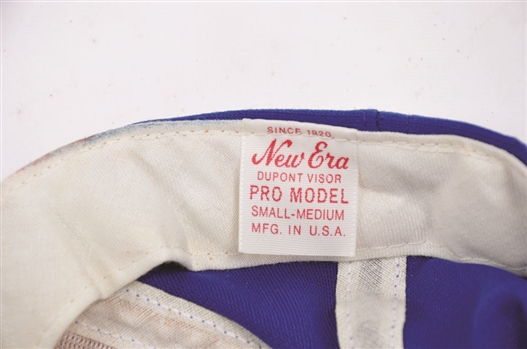 SINCE 1920
New Era
DUPONT VISOR
PRO MODEL
SMALL-MEDIUM
MFG. IN U.S.A.